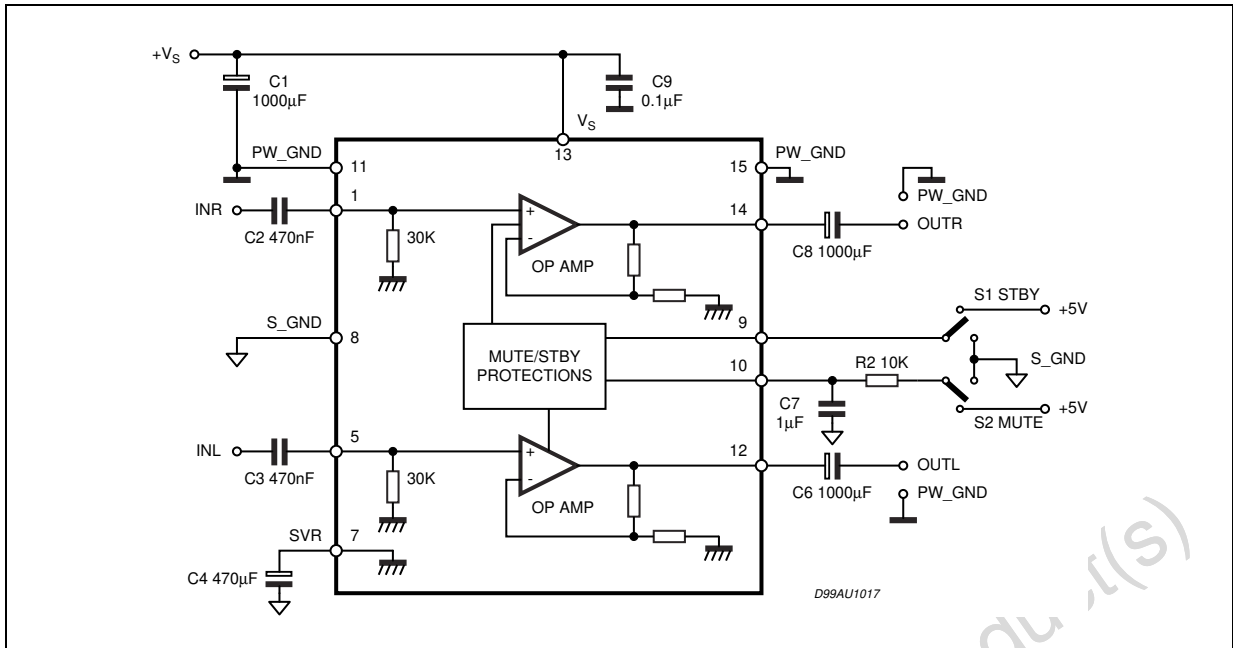 +VS
C1
1000µF
C9
0.1µF
VS
13
PW_GND
11
15
PW_GND
1
INR
C2 470nF
30K
+
-
OP AMP
14
C8 1000µF
PW_GND
OUTR
S1 STBY
+5V
9
S_GND
8
MUTE/STBY
PROTECTIONS
10
R2 10K
S_GND
C7
1µF
+5V
S2 MUTE
5
INL
C3 470nF
30K
+
-
OP AMP
12
C6 1000µF
OUTL
PW_GND
SVR
7
C4 470µF
D99AU1017